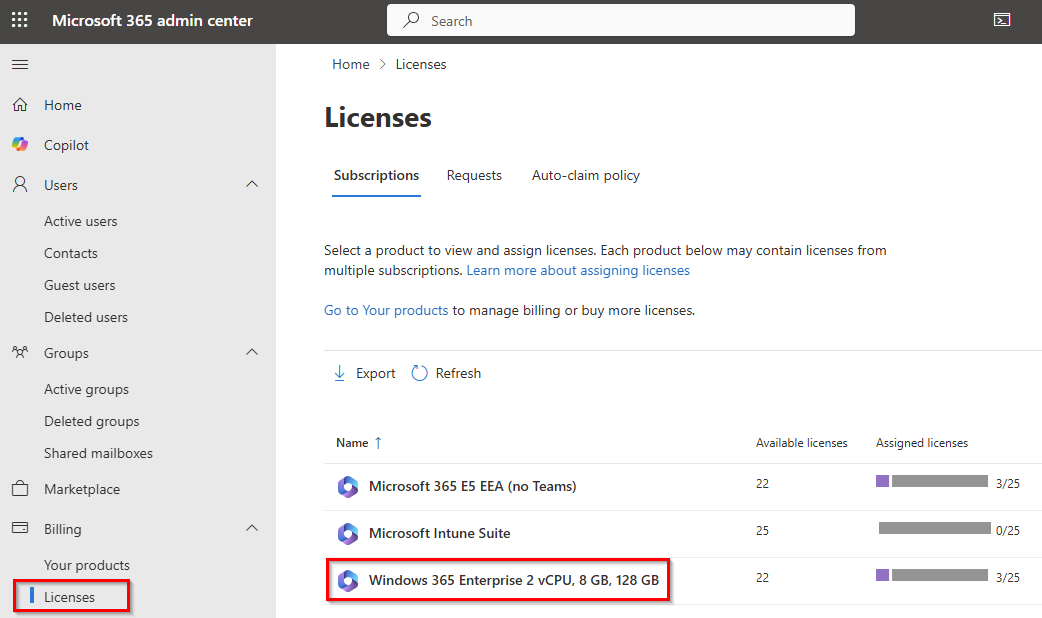 Microsoft 365 admin center
Search
Home
Copilot
Users
Active users
Contacts
Guest users
Deleted users
Groups
Active groups
Deleted groups
Shared mailboxes
Marketplace
Billing
Your products
Licenses
Home > Licenses
Licenses
Subscriptions Requests Auto-claim policy
Select a product to view and assign licenses. Each product below may contain licenses from
multiple subscriptions. Learn more about assigning licenses
Go to Your products to manage billing or buy more licenses.
Export Refresh
Name ↑ Available licenses Assigned licenses
Microsoft 365 E5 EEA (no Teams) 22 3/25
Microsoft Intune Suite 25 0/25
Windows 365 Enterprise 2 vCPU, 8 GB, 128 GB 22 3/25